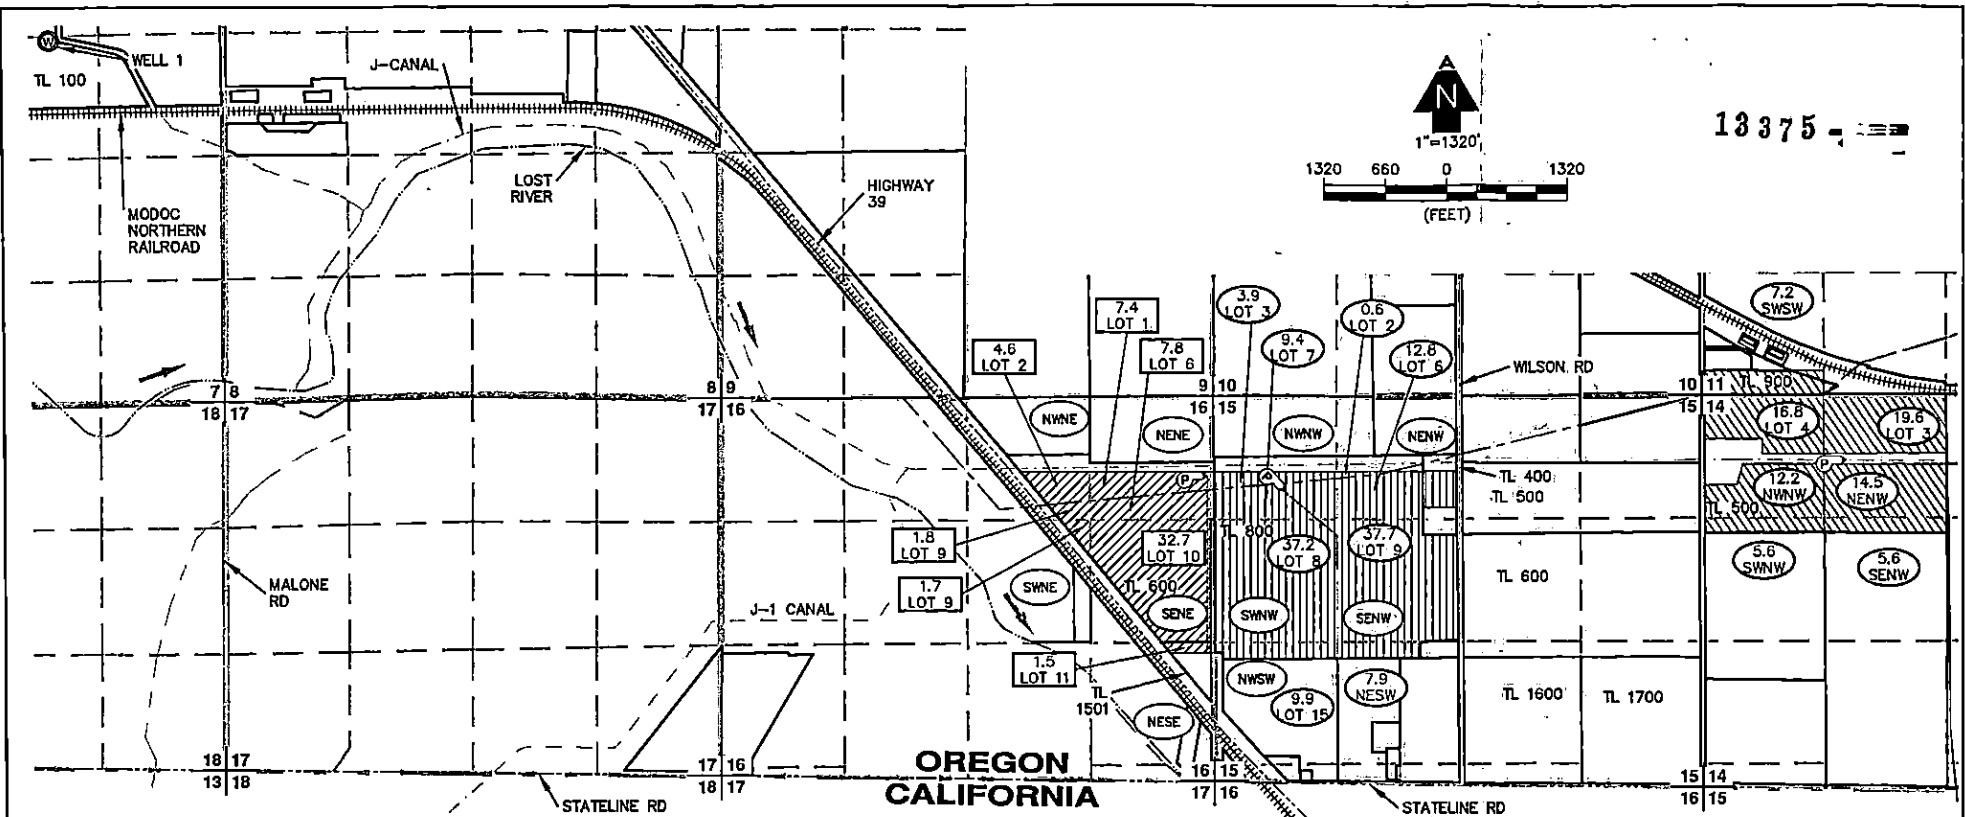 W
WELL 1
TL 100
J-CANAL
MODOC
NORTHERN
RAILROAD
LOST
RIVER
HIGHWAY
39
A
N
1"=1320'
1320 660 0 1320
(FEET)
13375
7.2
SWSW
7.4
LOT 1
3.9
LOT 3
0.6
LOT 2
4.6
LOT 2
7.8
LOT 6
9.4
LOT 7
12.8
LOT 6
WILSON RD
7 8
18 17
8 9
17 16
9 10
16 15
10 11
15 14
TL 900
NWNE
NENE
NWNW
NENW
16.8
LOT 4
19.6
LOT 3
P
TL 400
TL 500
P
12.2
NWNW
14.5
NENW
TL 500
1.8
LOT 9
32.7
LOT 10
TL 800
37.2
LOT 8
37.7
LOT 9
5.6
SWNW
5.6
SENW
MALONE
RD
1.7
LOT 9
SWNE
TL 600
SENE
SWNW
SENW
TL 600
J-1 CANAL
1.5
LOT 11
TL
1501
NWSW
9.9
LOT 15
7.9
NESW
TL 1600
TL 1700
NESE
18 17
13 18
17 16
18 17
OREGON
CALIFORNIA
16 15
17 16
15 14
16 15
STATELINE RD
STATELINE RD